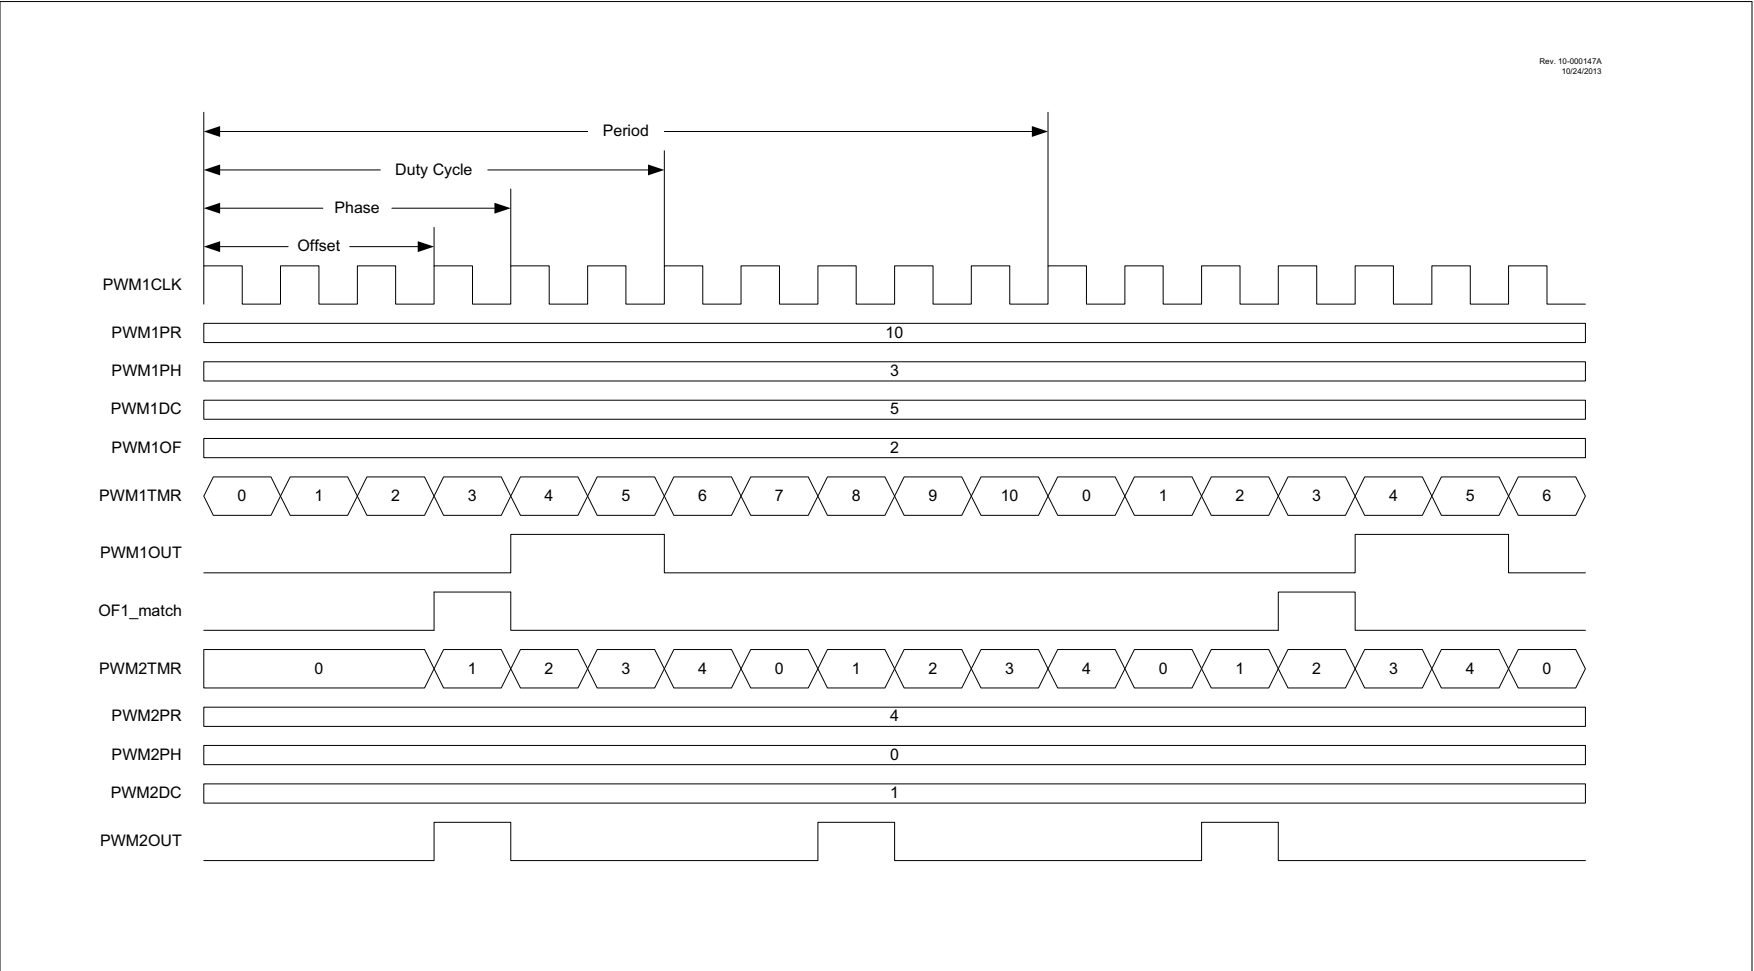 Rev. 10-000147A
10/24/2013
Period
Duty Cycle
Phase
Offset
PWM1CLK
PWM1PR 10
PWM1PH 3
PWM1DC 5
PWM1OF 2
PWM1TMR 0 1 2 3 4 5 6 7 8 9 10 0 1 2 3 4 5 6
PWM1OUT
OF1_match
PWM2TMR 0 1 2 3 4 0 1 2 3 4 0 1 2 3 4 0
PWM2PR 4
PWM2PH 0
PWM2DC 1
PWM2OUT